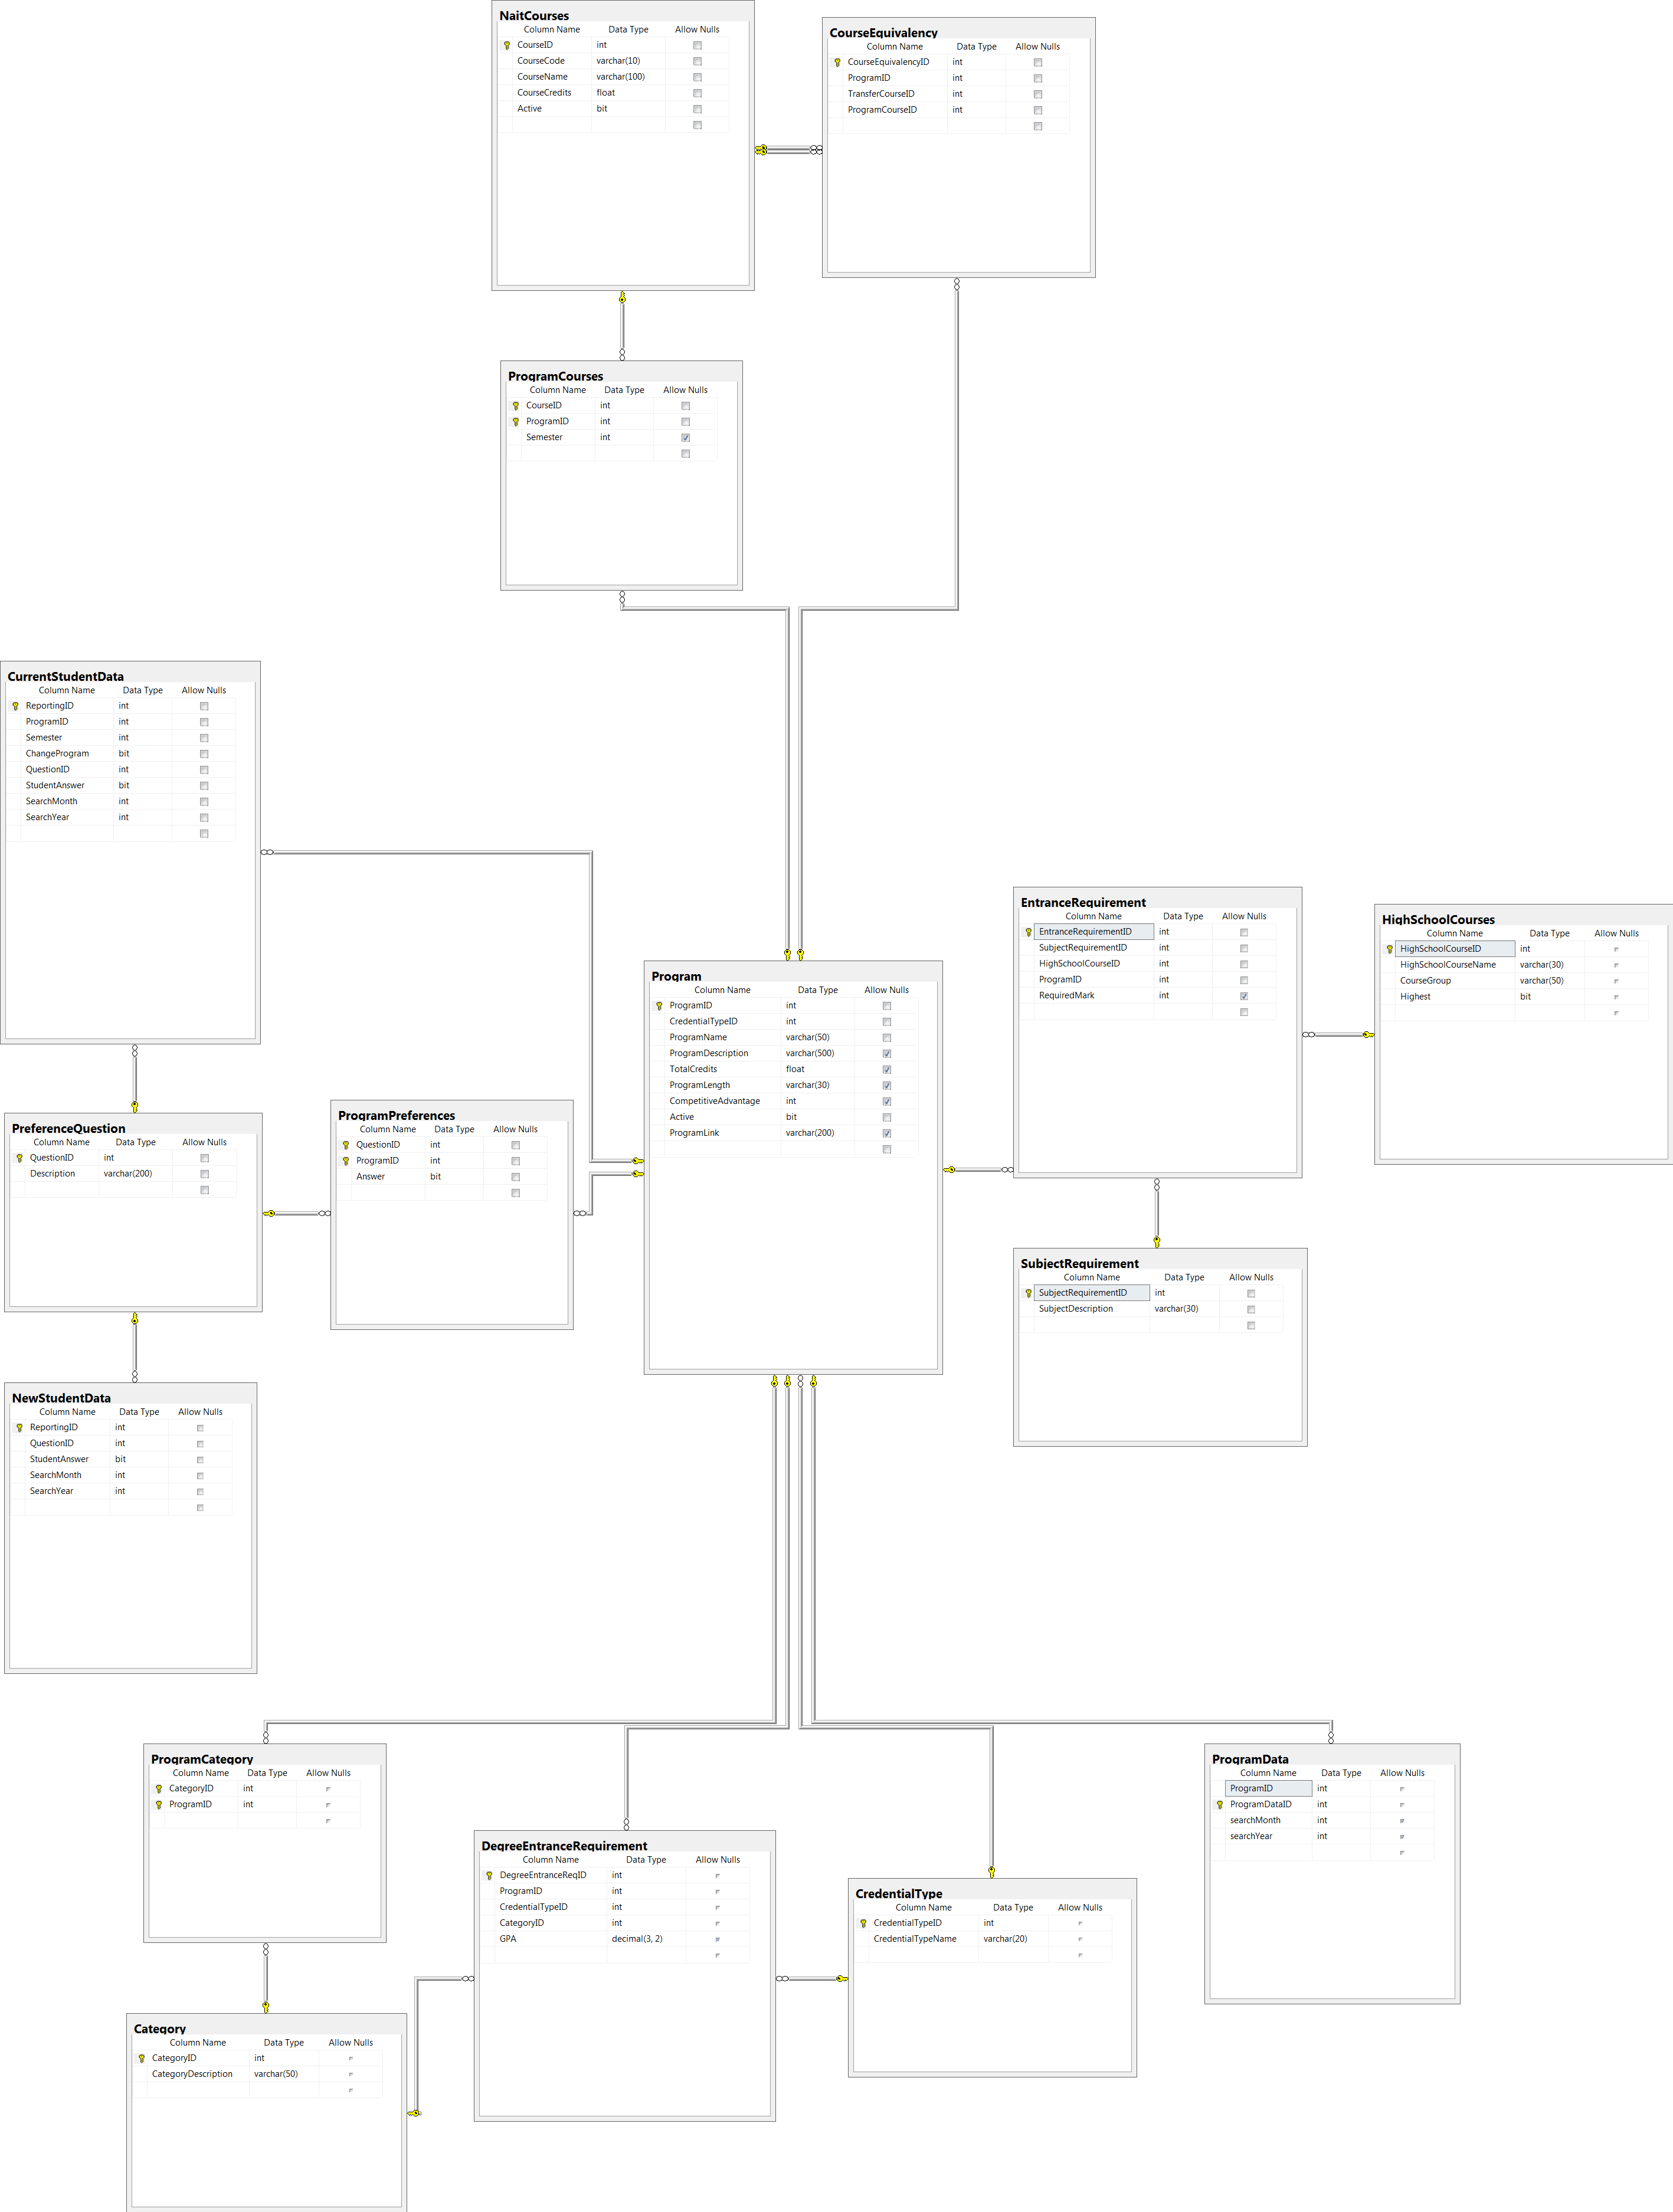 NaitCourses
Column Name Data Type Allow Nulls
CourseID int
CourseCode varchar(10)
CourseName varchar(100)
CourseCredits float
Active bit
CourseEquivalency
Column Name Data Type Allow Nulls
CourseEquivalencyID int
ProgramID int
TransferCourseID int
ProgramCourseID int
ProgramCourses
Column Name Data Type Allow Nulls
CourseID int
ProgramID int
Semester int
CurrentStudentData
Column Name Data Type Allow Nulls
ReportingID int
ProgramID int
Semester int
ChangeProgram bit
QuestionID int
StudentAnswer bit
SearchMonth int
SearchYear int
EntranceRequirement
Column Name Data Type Allow Nulls
EntranceRequirementID int
SubjectRequirementID int
HighSchoolCourseID int
ProgramID int
RequiredMark int
HighSchoolCourses
Column Name Data Type Allow Nulls
HighSchoolCourseID int
HighSchoolCourseName varchar(30)
CourseGroup varchar(50)
Highest bit
Program
Column Name Data Type Allow Nulls
ProgramID int
CredentialTypeID int
ProgramName varchar(50)
ProgramDescription varchar(500)
TotalCredits float
ProgramLength varchar(30)
CompetitiveAdvantage int
Active bit
ProgramLink varchar(200)
PreferenceQuestion
Column Name Data Type Allow Nulls
QuestionID int
Description varchar(200)
ProgramPreferences
Column Name Data Type Allow Nulls
QuestionID int
ProgramID int
Answer bit
SubjectRequirement
Column Name Data Type Allow Nulls
SubjectRequirementID int
SubjectDescription varchar(30)
NewStudentData
Column Name Data Type Allow Nulls
ReportingID int
QuestionID int
StudentAnswer bit
SearchMonth int
SearchYear int
ProgramCategory
Column Name Data Type Allow Nulls
CategoryID int
ProgramID int
ProgramData
Column Name Data Type Allow Nulls
ProgramID int
ProgramDataID int
searchMonth int
searchYear int
DegreeEntranceRequirement
Column Name Data Type Allow Nulls
DegreeEntranceReqID int
ProgramID int
CredentialTypeID int
CategoryID int
GPA decimal(3, 2)
CredentialType
Column Name Data Type Allow Nulls
CredentialTypeID int
CredentialTypeName varchar(20)
Category
Column Name Data Type Allow Nulls
CategoryID int
CategoryDescription varchar(50)